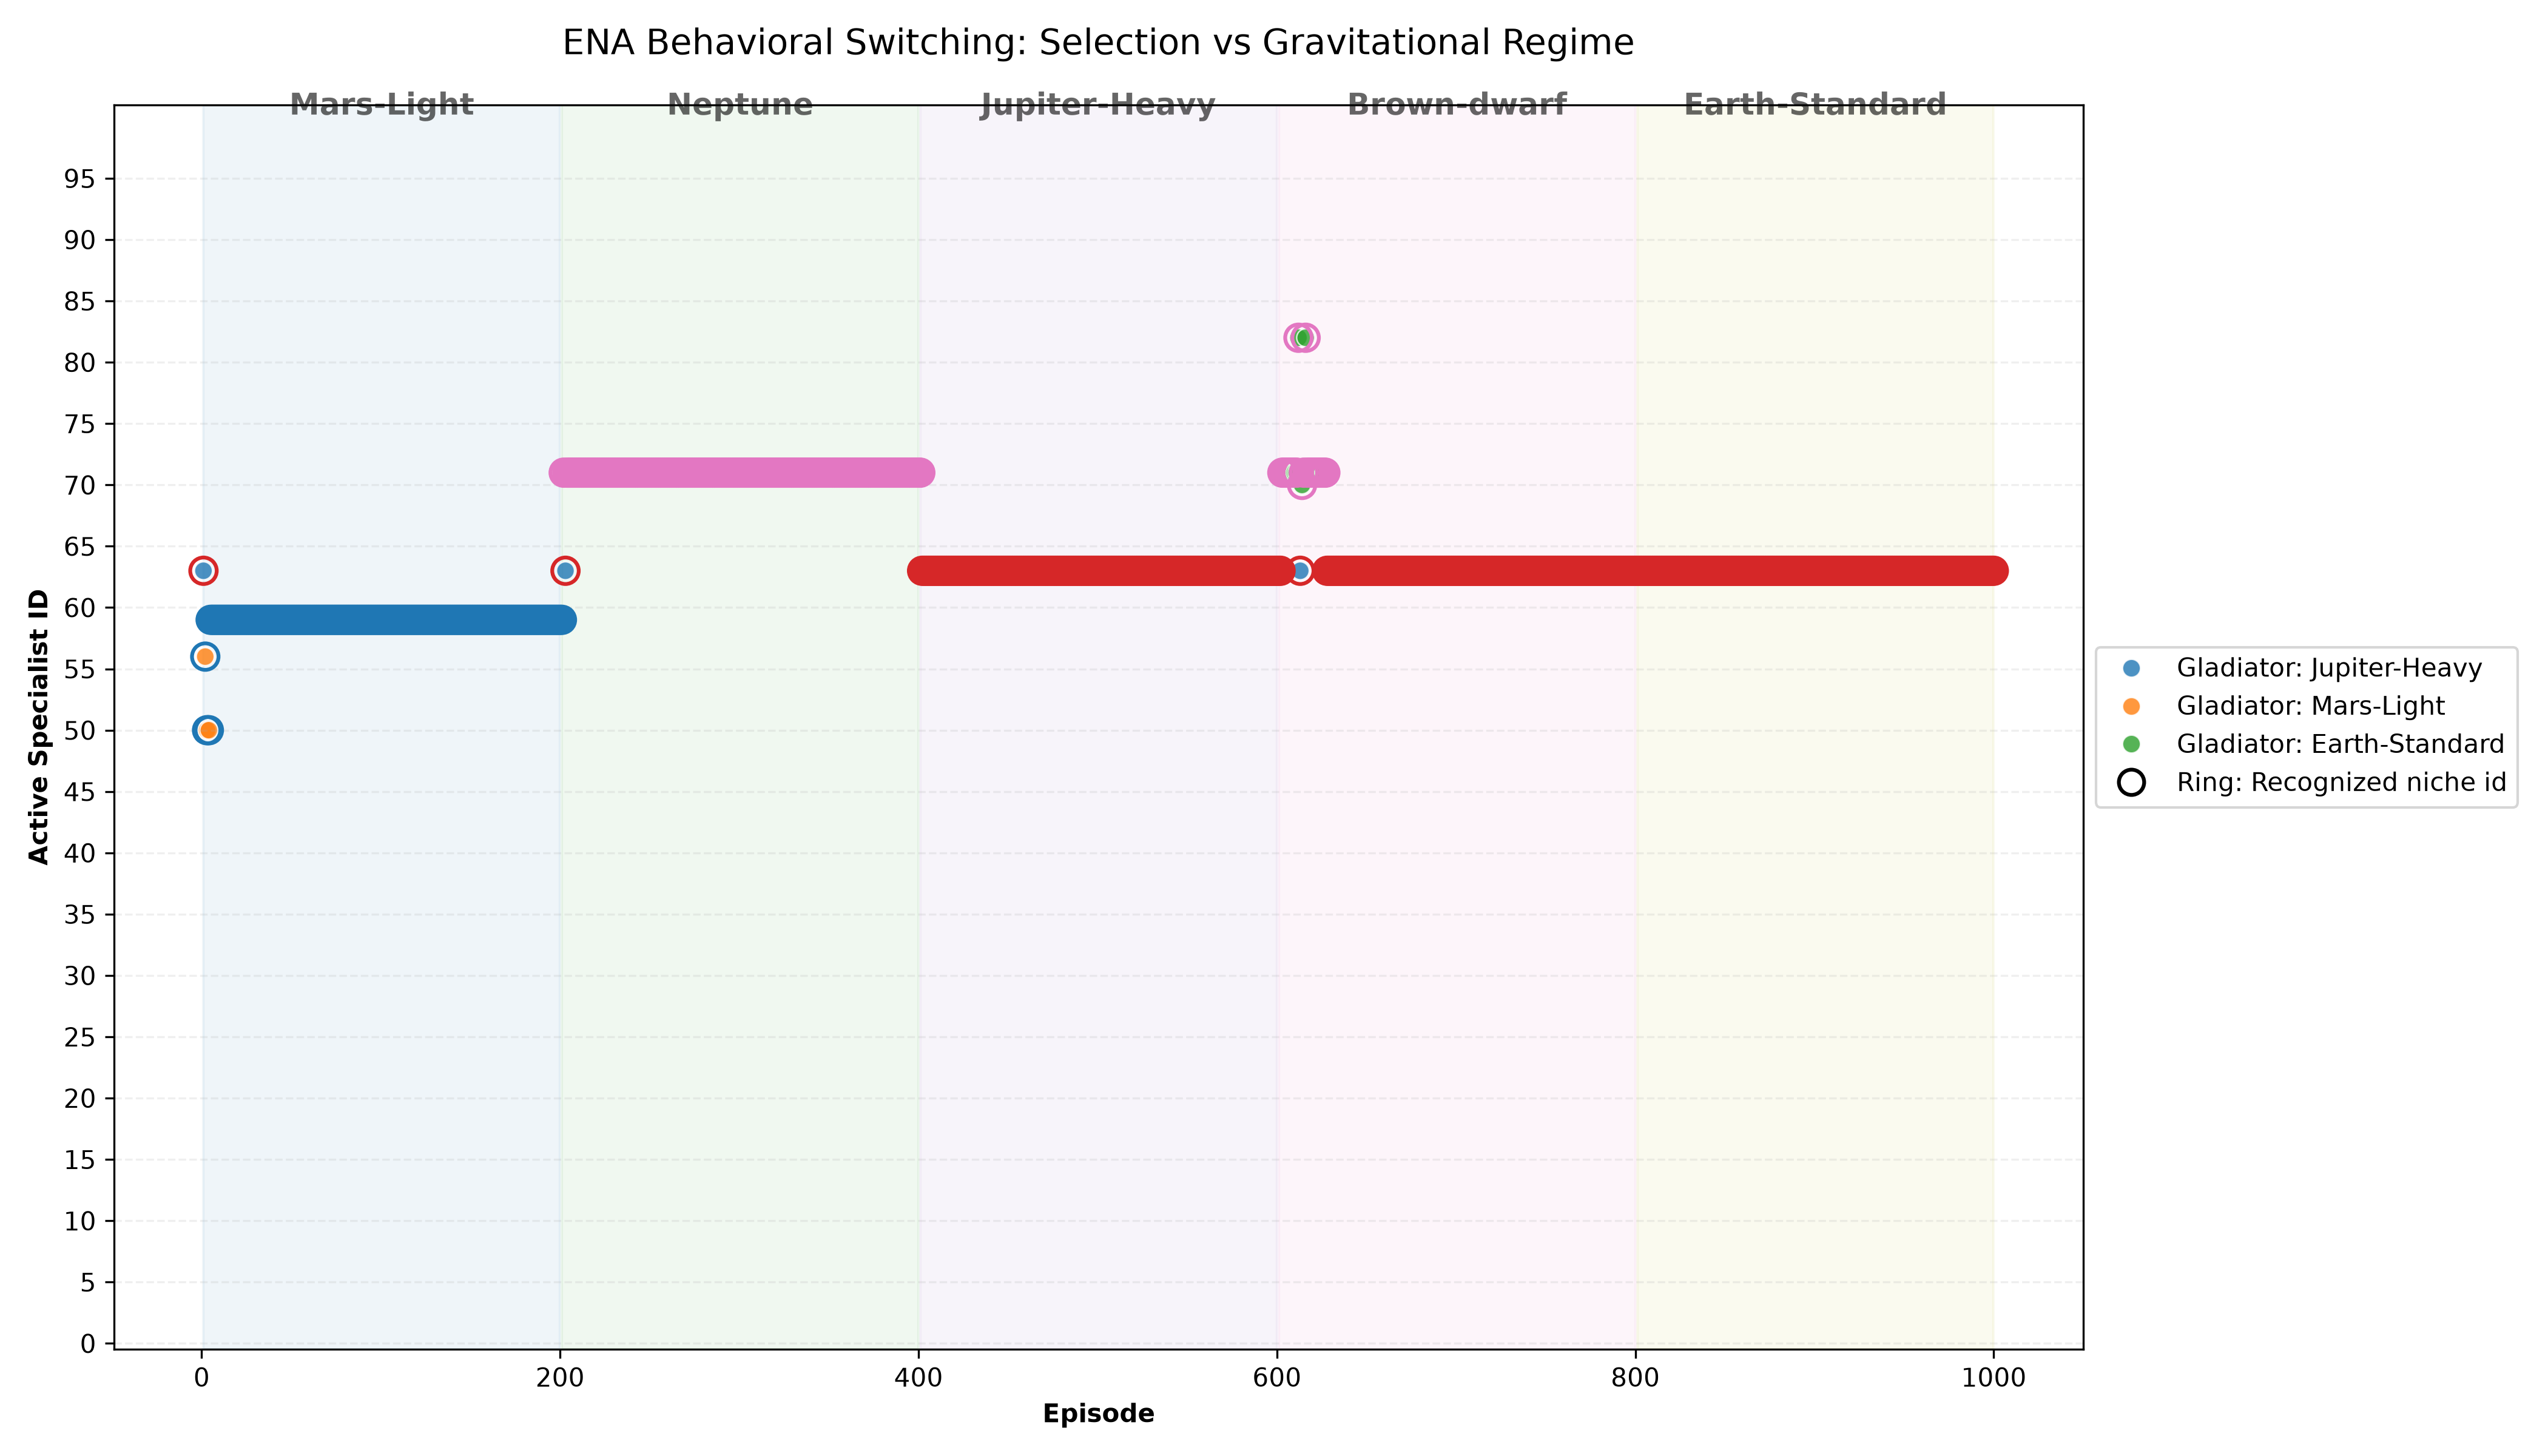 ENA Behavioral Switching: Selection vs Gravitational Regime
Mars-Light
Neptune
Jupiter-Heavy
Brown-dwarf
Earth-Standard
95
90
85
80
75
70
65
60
55
50
45
40
35
30
25
20
15
10
5
0
Active Specialist ID
0
200
400
600
800
1000
Episode
Gladiator: Jupiter-Heavy
Gladiator: Mars-Light
Gladiator: Earth-Standard
Ring: Recognized niche id